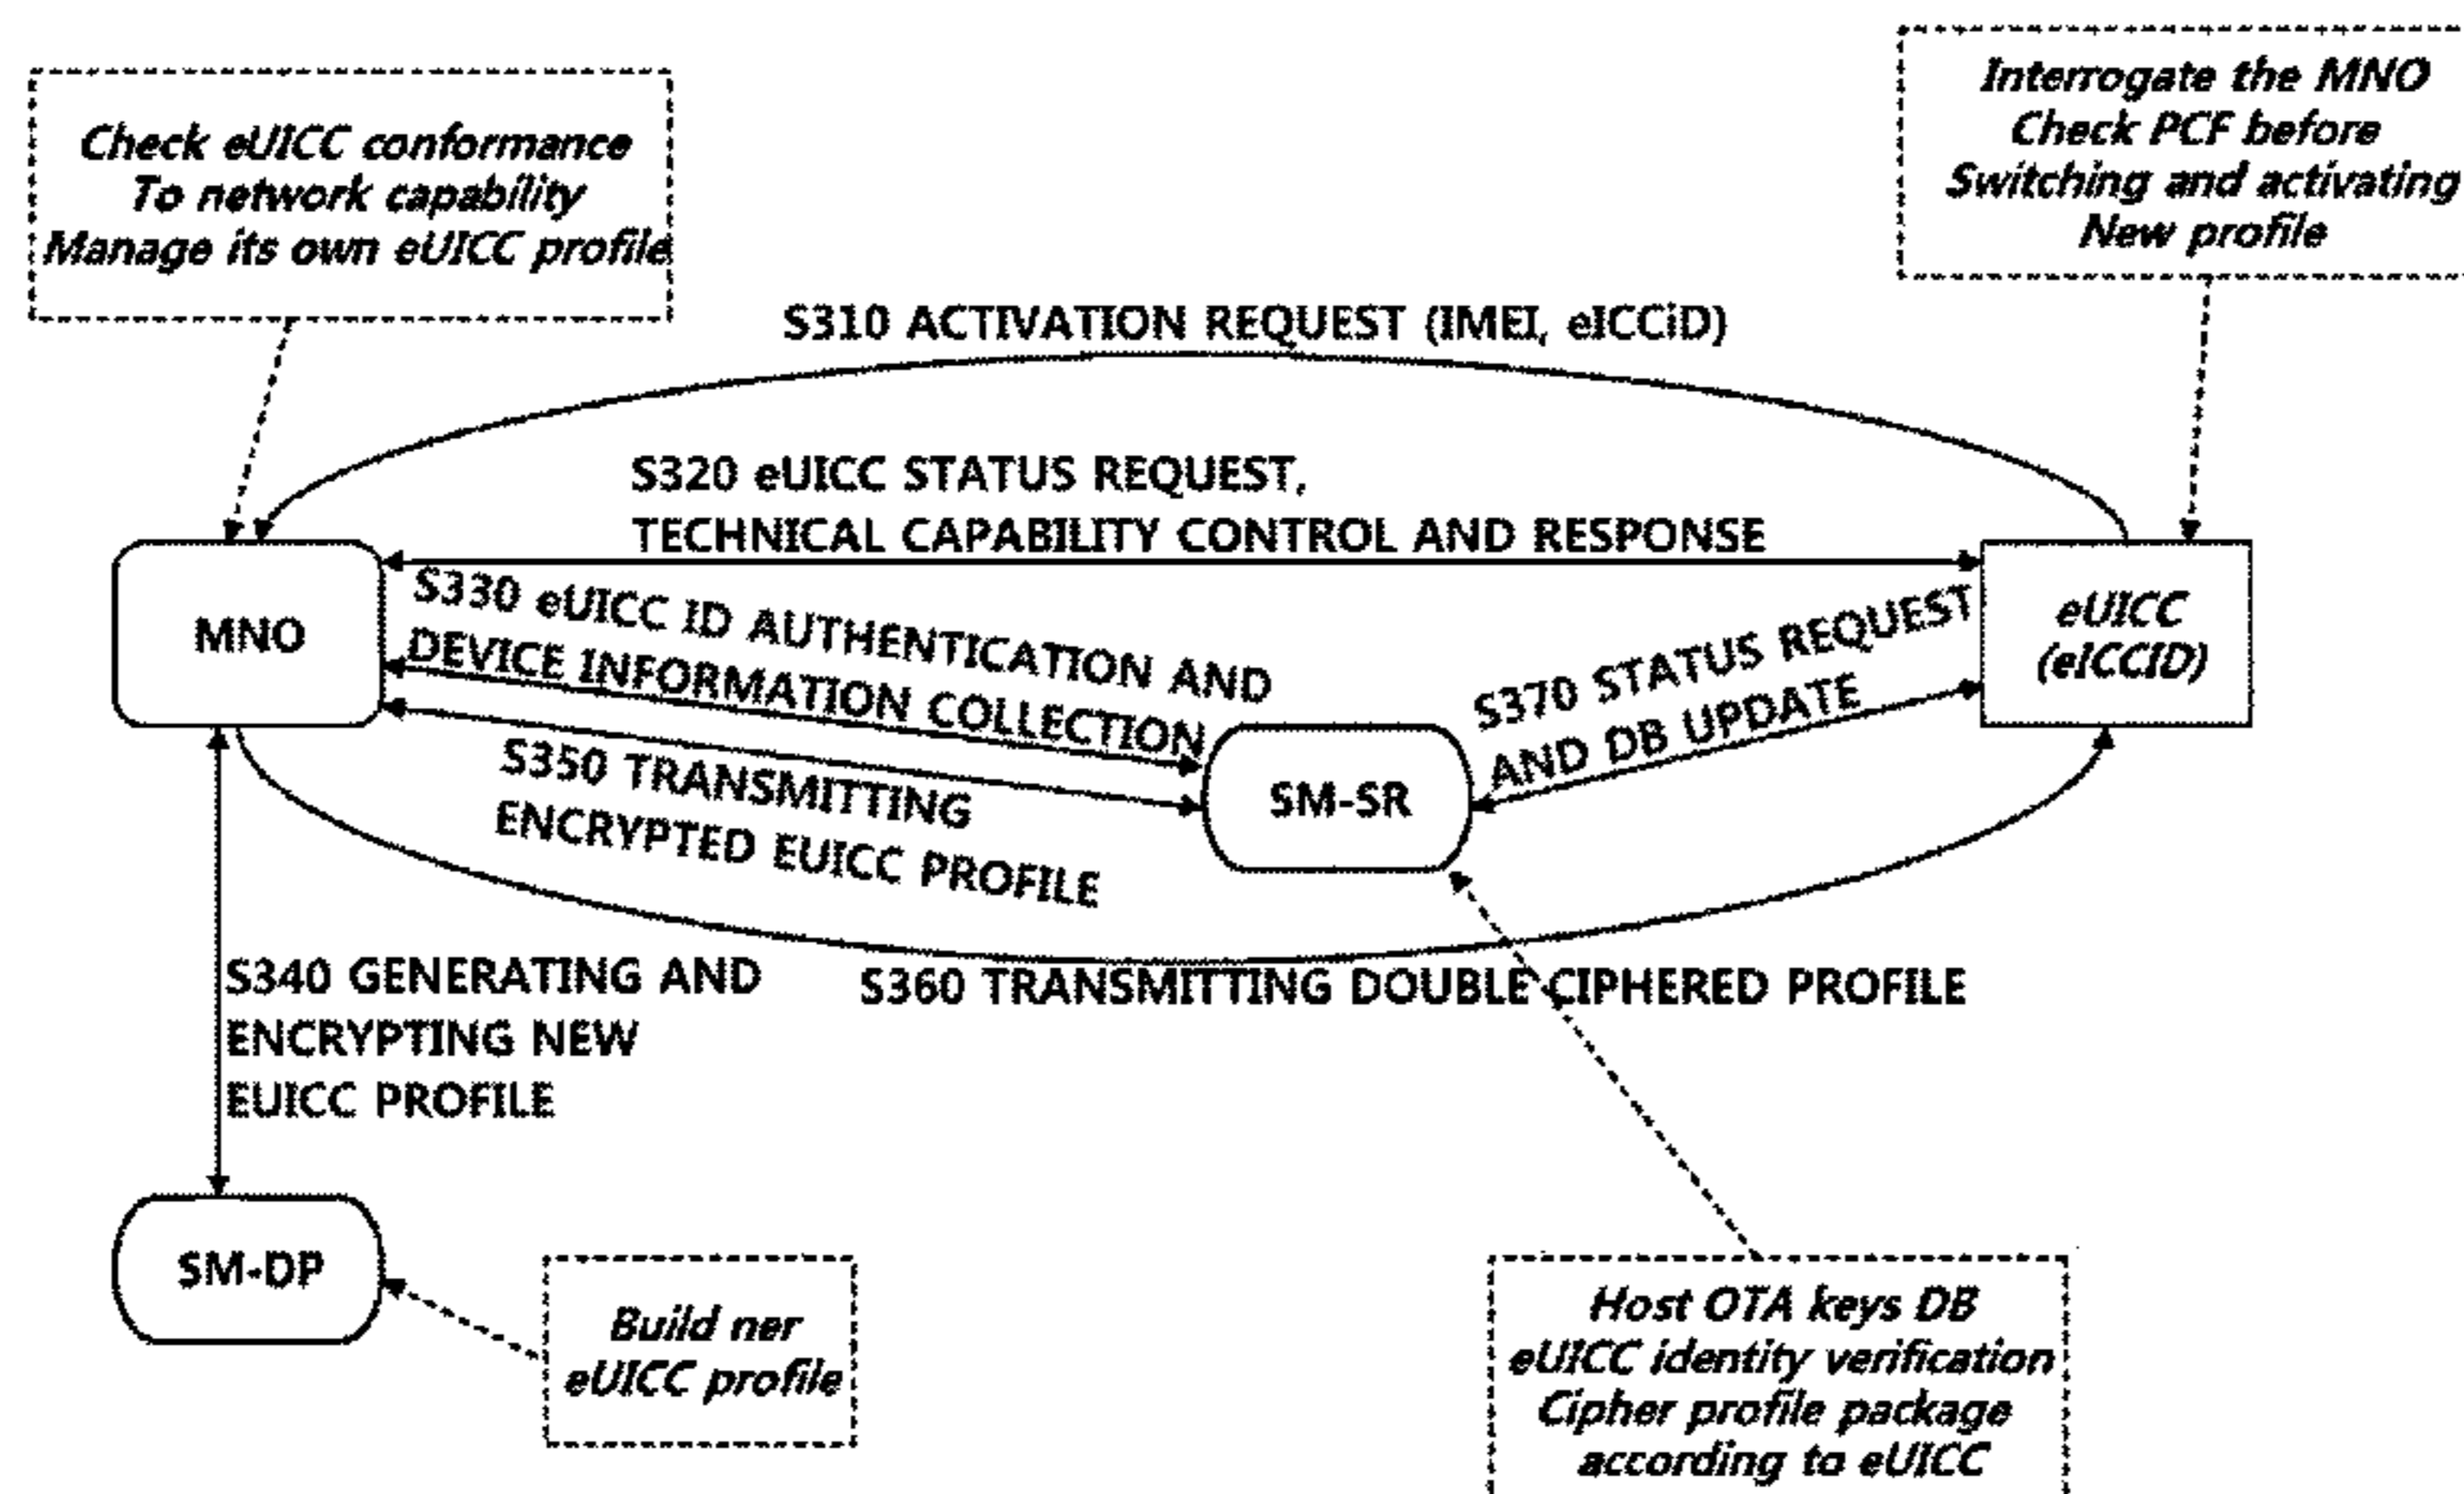 Check eUICC conformance
To network capability
Manage its own eUICC profile
Interrogate the MNO
Check PCF before
Switching and activating
New profile
S310 ACTIVATION REQUEST (IMEI, eICCiD)
S320 eUICC STATUS REQUEST,
TECHNICAL CAPABILITY CONTROL AND RESPONSE
MNO
S330 eUICC ID AUTHENTICATION AND
DEVICE INFORMATION COLLECTION
S370 STATUS REQUEST
AND DB UPDATE
eUICC
(eICCID)
S350 TRANSMITTING
ENCRYPTED EUICC PROFILE
SM-SR
S340 GENERATING AND
ENCRYPTING NEW
EUICC PROFILE
S360 TRANSMITTING DOUBLE CIPHERED PROFILE
SM-DP
Build ner
eUICC profile
Host OTA keys DB
eUICC identity verification
Cipher profile package
according to eUICC